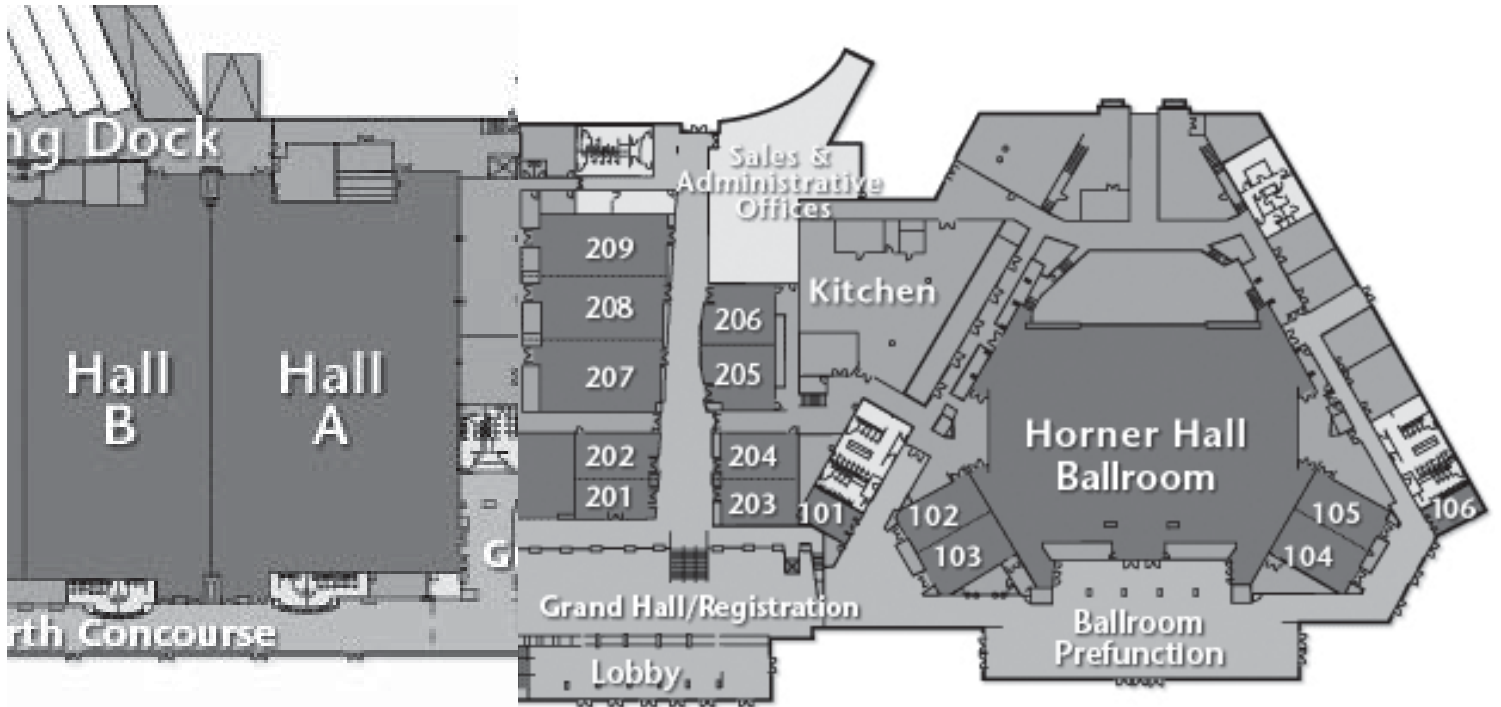 ng Dock
Sales &
Administrative
Offices
209
208
207
206
205
Kitchen
Hall
B
Hall
A
Horner Hall
Ballroom
202
201
204
203
101
102
103
105
104
106
G
Grand Hall/Registration
rth Concourse
Lobby
Ballroom
Prefunction